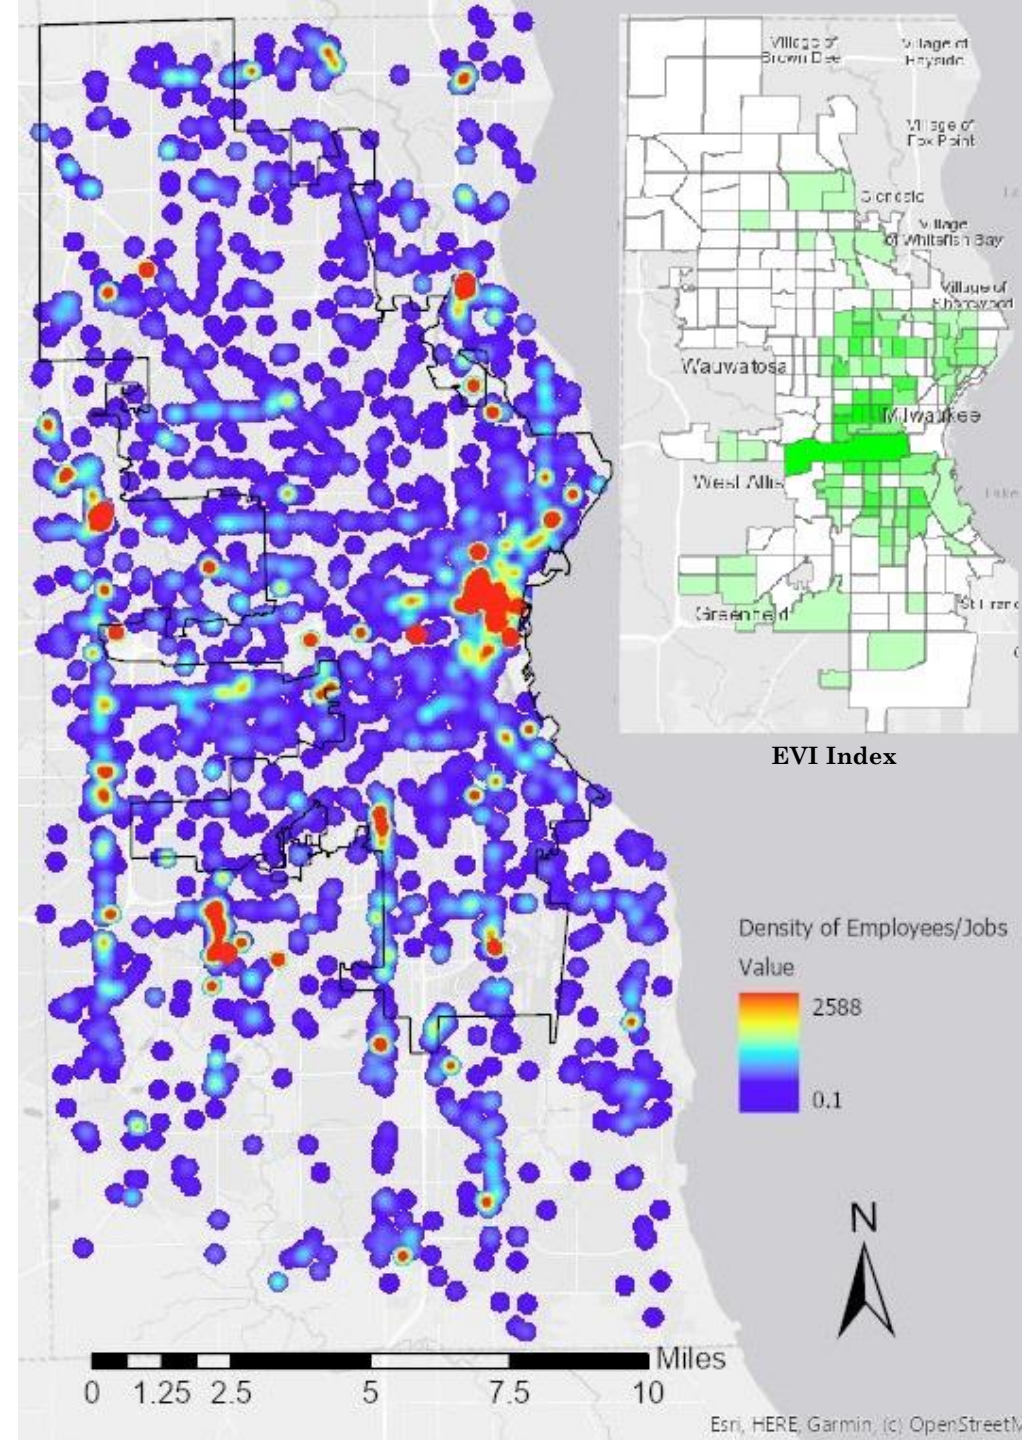 Village of
Brown Dee
Village of
Bayside
Village of
Fox Point
Glendale
Village
of Whitefish Bay
Village of
Shorewood
Wauwatosa
Milwaukee
West Allis
Greenfield
St Franc
EVI Index
Density of Employees/Jobs
Value
2588
0.1
N
Miles
0 1.25 2.5 5 7.5 10
Esri, HERE, Garmin, (c) OpenStreetM